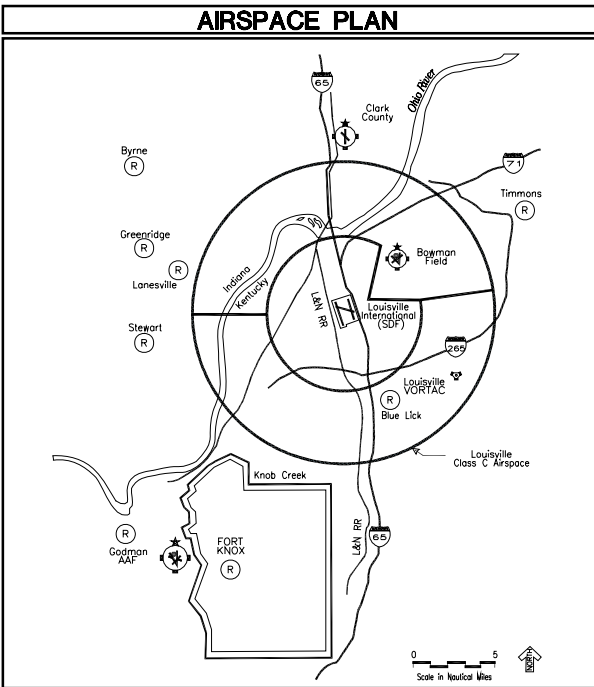 AIRSPACE PLAN
65
Ohio River
Clark
County
Byrne
R
71
Timmons
R
Greenridge
R
Bowman
Field
R
Lanesville
Indiana
Kentucky
L&N RR
Louisville
International
(SDF)
Stewart
R
265
Louisville
VORTAC
R
Blue Lick
Louisville
Class C Airspace
Knob Creek
R
Godman
AAF
FORT
KNOX
R
L&N RR
65
0
5
Scale in Nautical Miles
NORTH